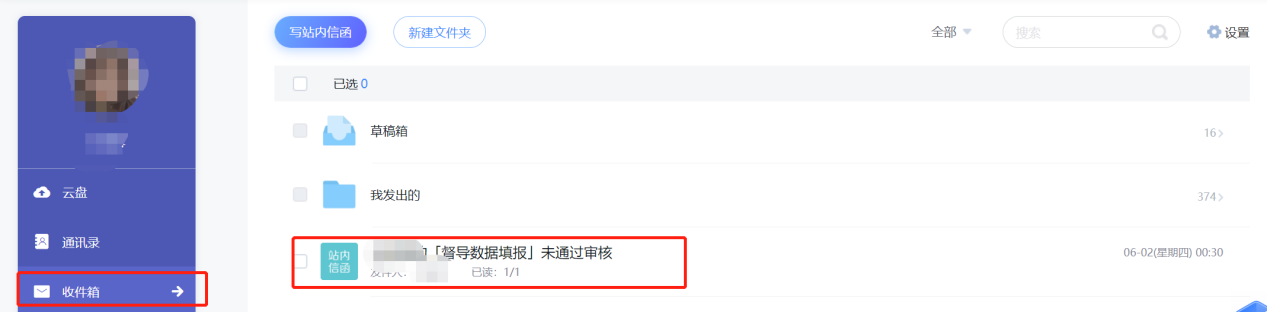 写站内信函
新建文件夹
全部
搜索
设置
已选 0
草稿箱
16
我发出的
374
云盘
通讯录
收件箱
站内
信函
「督导数据填报」未通过审核
发件人:
已读: 1/1
06-02(星期四) 00:30